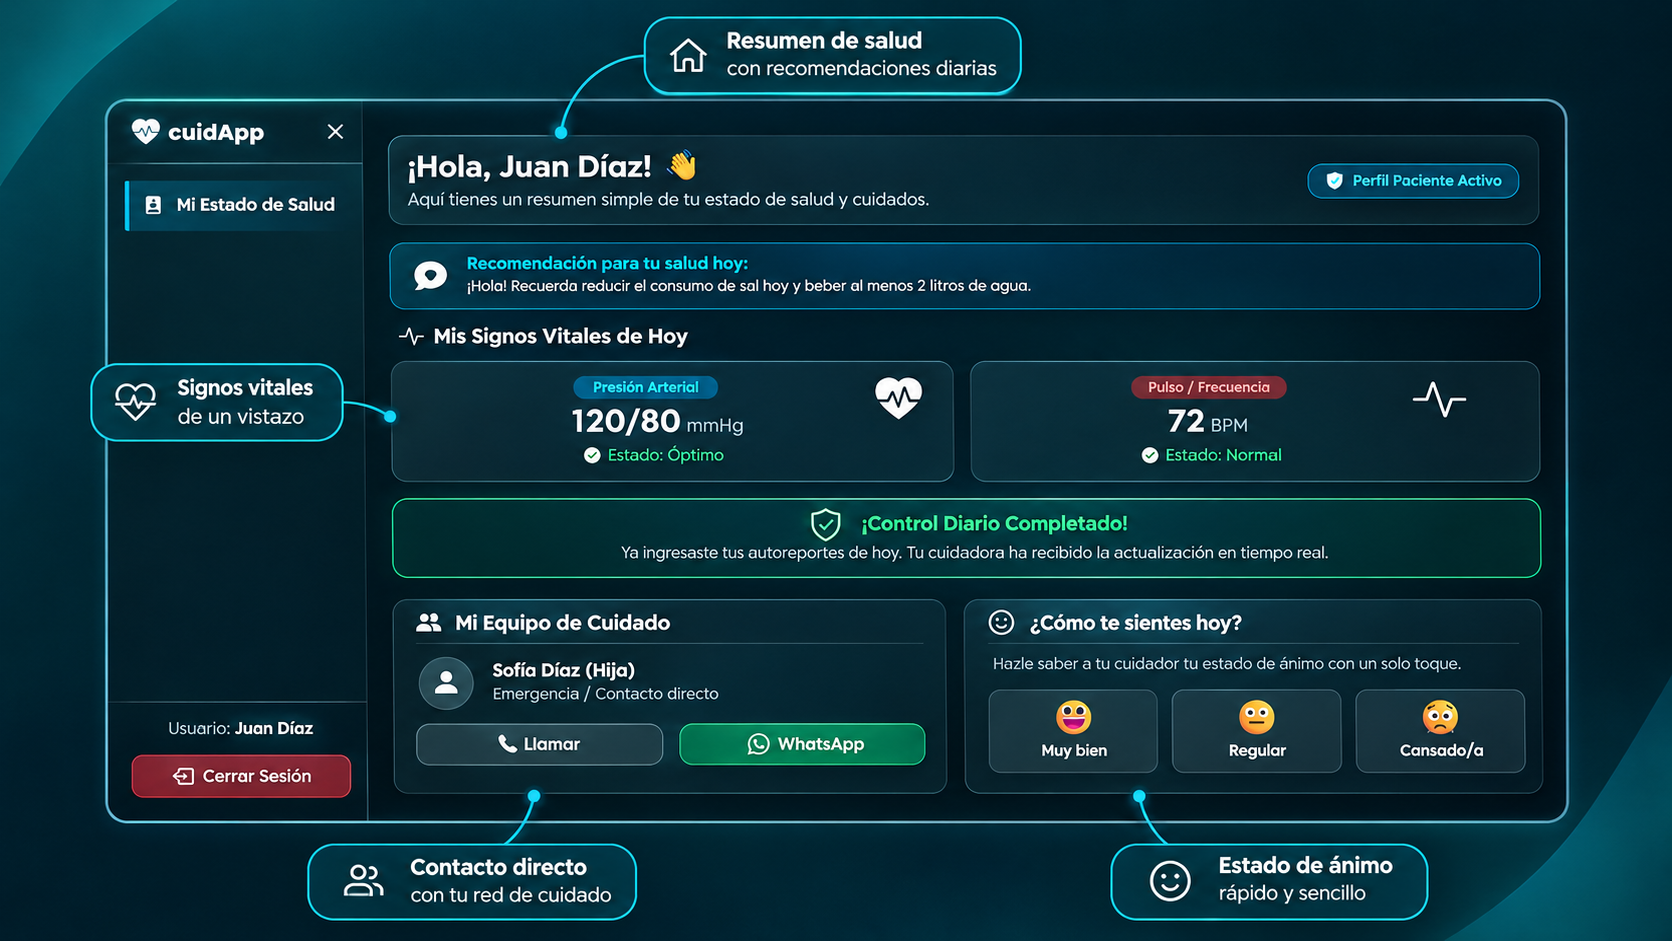 Resumen de salud
con recomendaciones diarias
cuidApp
Mi Estado de Salud
¡Hola, Juan Díaz!
Aquí tienes un resumen simple de tu estado de salud y cuidados.
Perfil Paciente Activo
Recomendación para tu salud hoy:
¡Hola! Recuerda reducir el consumo de sal hoy y beber al menos 2 litros de agua.
Mis Signos Vitales de Hoy
Signos vitales
de un vistazo
Presión Arterial
120/80 mmHg
Estado: Óptimo
Pulso / Frecuencia
72 BPM
Estado: Normal
¡Control Diario Completado!
Ya ingresaste tus autoreportes de hoy. Tu cuidadora ha recibido la actualización en tiempo real.
Mi Equipo de Cuidado
Sofía Díaz (Hija)
Emergencia / Contacto directo
Llamar
WhatsApp
¿Cómo te sientes hoy?
Hazle saber a tu cuidador tu estado de ánimo con un solo toque.
Muy bien
Regular
Cansado/a
Usuario: Juan Díaz
Cerrar Sesión
Contacto directo
con tu red de cuidado
Estado de ánimo
rápido y sencillo